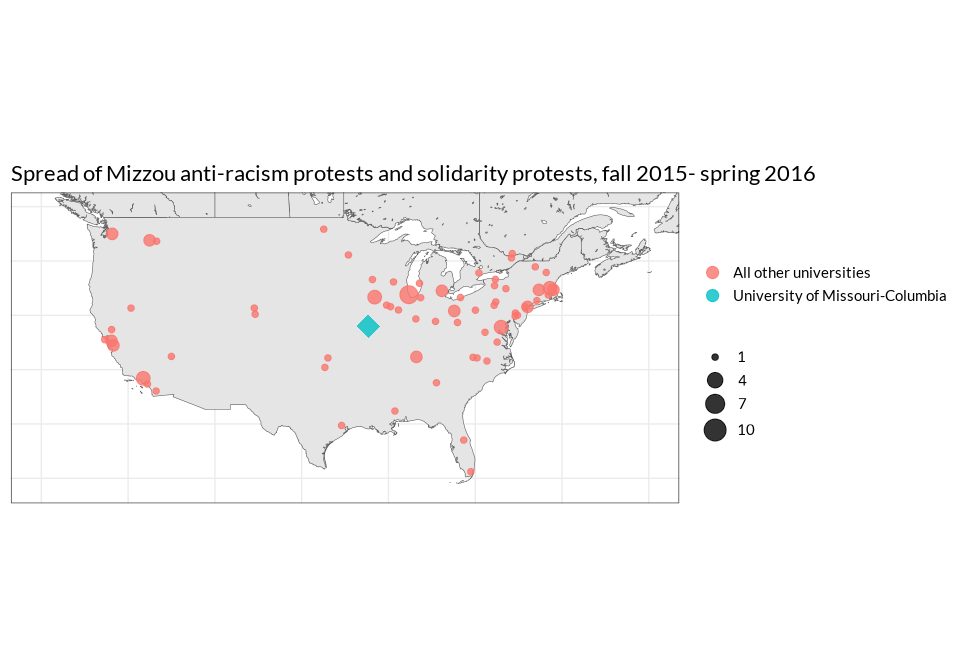 Spread of Mizzou anti-racism protests and solidarity protests, fall 2015- spring 2016
All other universities
University of Missouri-Columbia
1
4
7
10